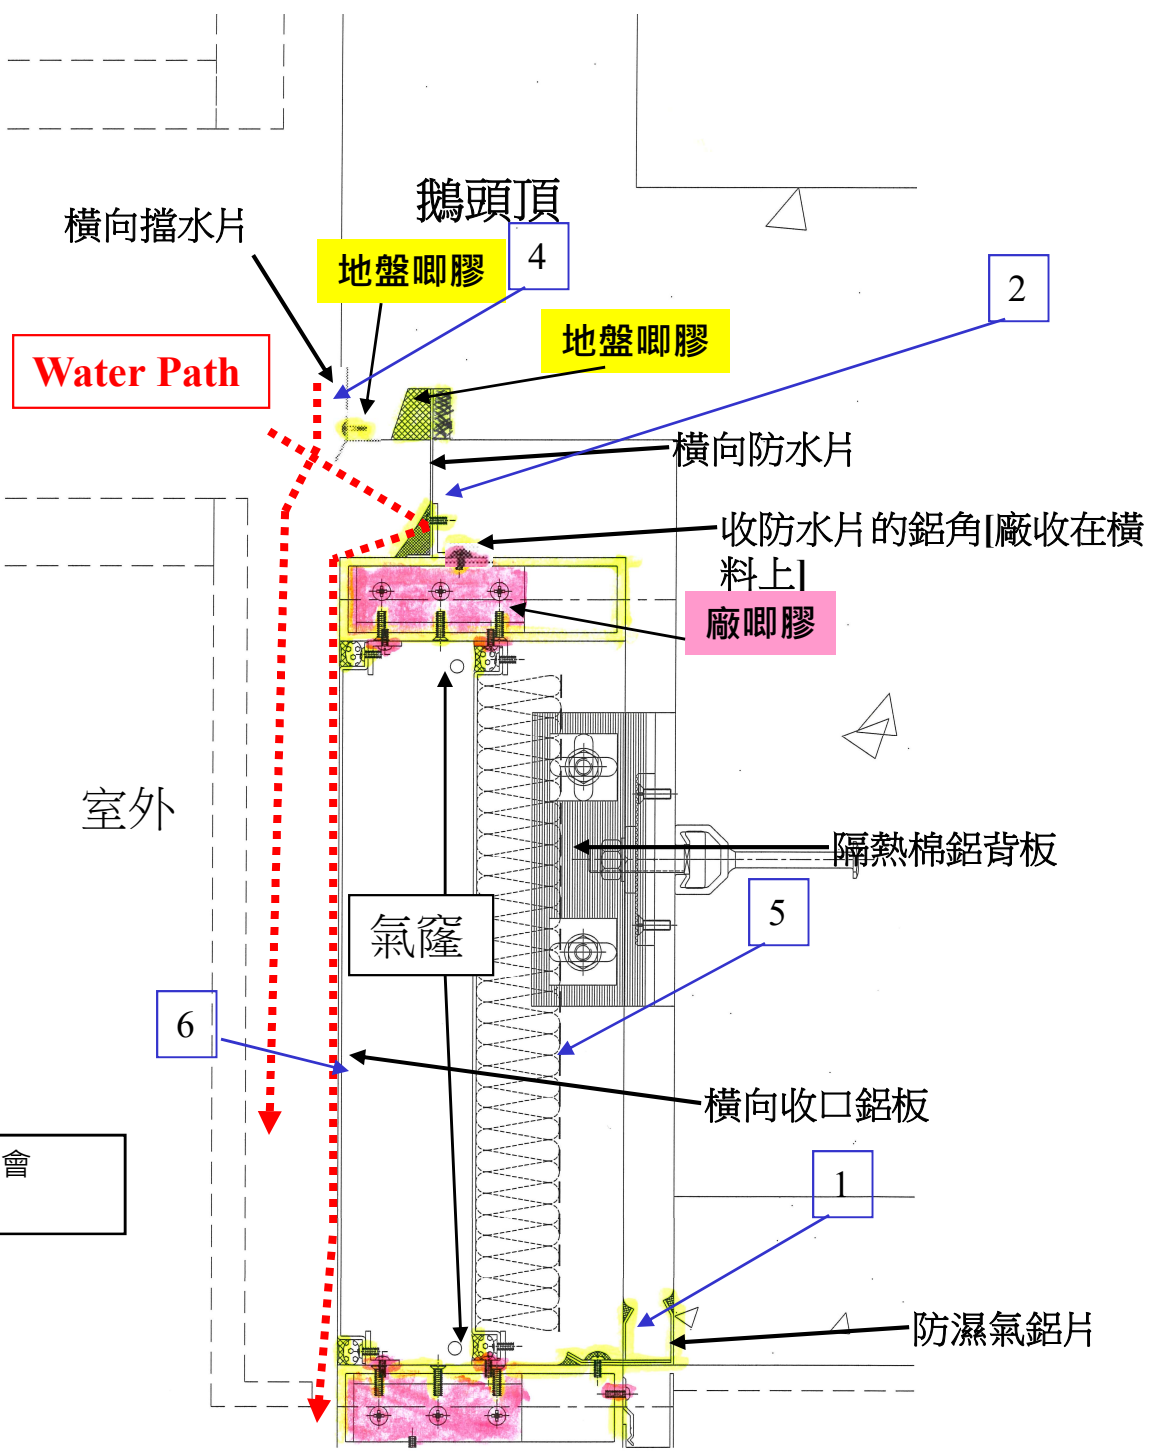 鵝頭頂
橫向擋水片
地盤唧膠
4
2
地盤唧膠
Water Path
橫向防水片
收防水片的鋁角[廠收在橫
料上]
廠唧膠
室外
隔熱棉鋁背板
5
氣窿
6
橫向收口鋁板
會
1
防濕氣鋁片